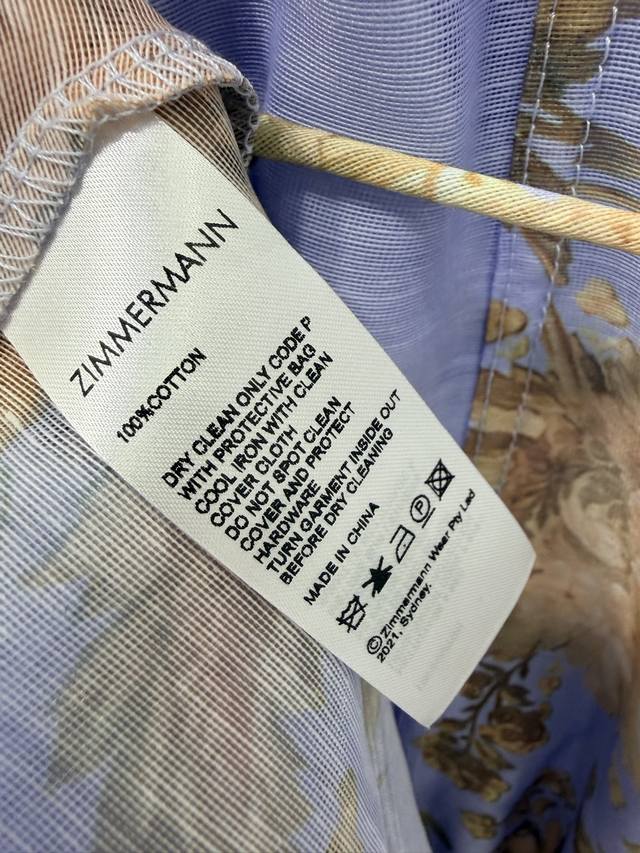 ZIMMERMANN
100%COTTON
DRY CLEAN ONLY CODE P
WITH PROTECTIVE BAG
COOL IRON WITH CLEAN
COVER CLOTH
DO NOT SPOT CLEAN
COVER AND PROTECT
HARDWARE
TURN GARMENT INSIDE OUT
BEFORE DRY CLEANING
MADE IN CHINA
P
©Zimmermann Wear Pty Led
2021, Sydney.